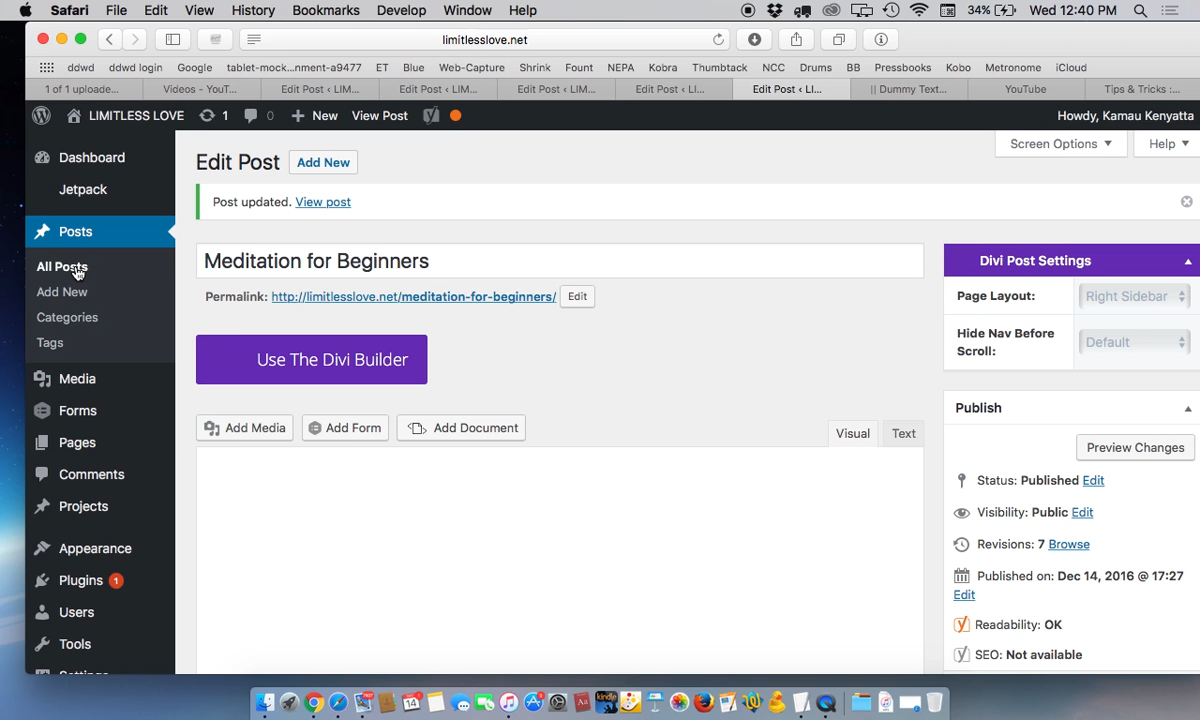 Safari File Edit View History Bookmarks Develop Window Help 34% Wed 12:40 PM
limitlesslove.net
ddwd ddwd login Google tablet-mock...nment-a9477 ET Blue Web-Capture Shrink Fount NEPA Kobra Thumbtack NCC Drums BB Pressbooks Kobo Metronome iCloud
1 of 1 uploade... Videos - YouT... Edit Post ‹ LIM... Edit Post ‹ LIM... Edit Post ‹ LIM... Edit Post ‹ LI... Edit Post ‹ LI... || Dummy Text... YouTube Tips & Tricks :...
LIMITLESS LOVE 1 0 New View Post Howdy, Kamau Kenyatta
Screen Options Help
Dashboard
Jetpack
Posts
All Posts
Add New
Categories
Tags
Media
Forms
Pages
Comments
Projects
Appearance
Plugins 1
Users
Tools
Edit Post Add New
Post updated. View post
Meditation for Beginners
Permalink: http://limitlesslove.net/meditation-for-beginners/ Edit
Use The Divi Builder
Add Media Add Form Add Document Visual Text
Divi Post Settings
Page Layout: Right Sidebar
Hide Nav Before
Scroll: Default
Publish
Preview Changes
Status: Published Edit
Visibility: Public Edit
Revisions: 7 Browse
Published on: Dec 14, 2016 @ 17:27
Edit
Readability: OK
SEO: Not available